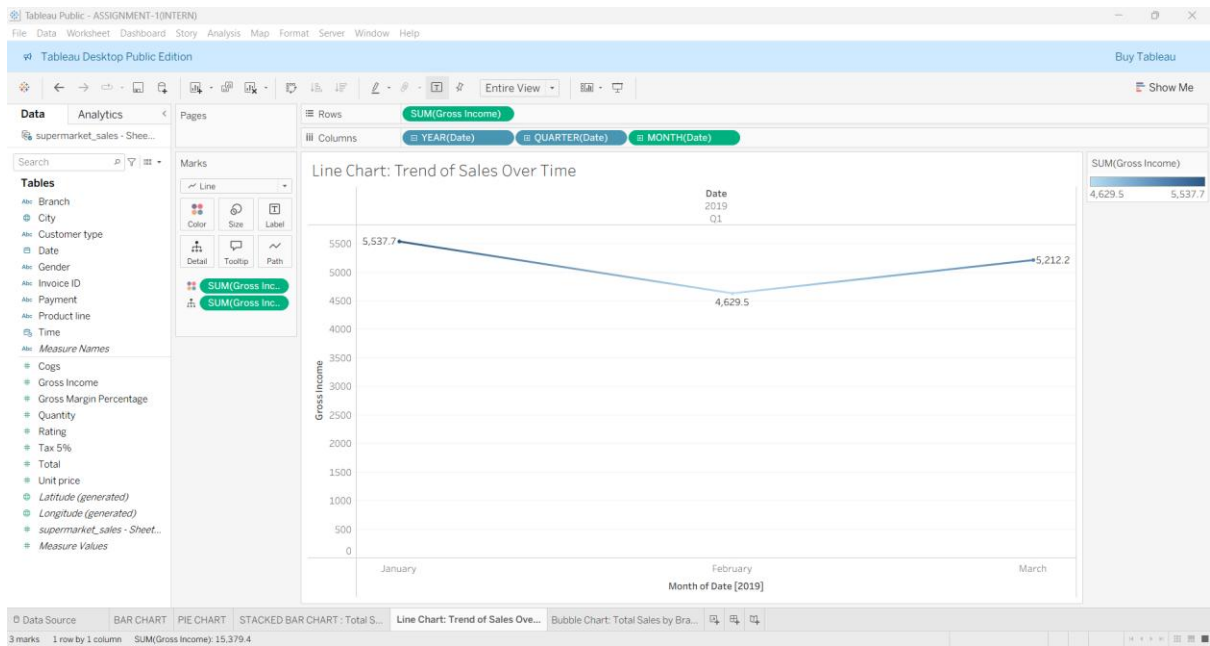 Tableau Public - ASSIGNMENT-1(INTERN)
File Data Worksheet Dashboard Story Analysis Map Format Server Window Help
Tableau Desktop Public Edition
Buy Tableau
Entire View
Show Me
Data Analytics
supermarket_sales - Shee...
Search
Tables
Abc Branch
City
Abc Customer type
Date
Abc Gender
Abc Invoice ID
Abc Payment
Abc Product line
Time
Abc Measure Names
Cogs
Gross Income
Gross Margin Percentage
Quantity
Rating
Tax 5%
Total
Unit price
Latitude (generated)
Longitude (generated)
supermarket_sales - Sheet...
Measure Values
Pages
Marks
Line
Color Size Label
Detail Tooltip Path
SUM(Gross Inc..
SUM(Gross Inc..
Rows SUM(Gross Income)
Columns YEAR(Date) QUARTER(Date) MONTH(Date)
Line Chart: Trend of Sales Over Time
Date
2019
Q1
Gross Income
5500
5000
4500
4000
3500
3000
2500
2000
1500
1000
500
0
5,537.7
4,629.5
5,212.2
January February March
Month of Date [2019]
SUM(Gross Income)
4,629.5 5,537.7
Data Source BAR CHART PIE CHART STACKED BAR CHART : Total S... Line Chart: Trend of Sales Ove... Bubble Chart: Total Sales by Bra...
3 marks 1 row by 1 column SUM(Gross Income): 15,379.4